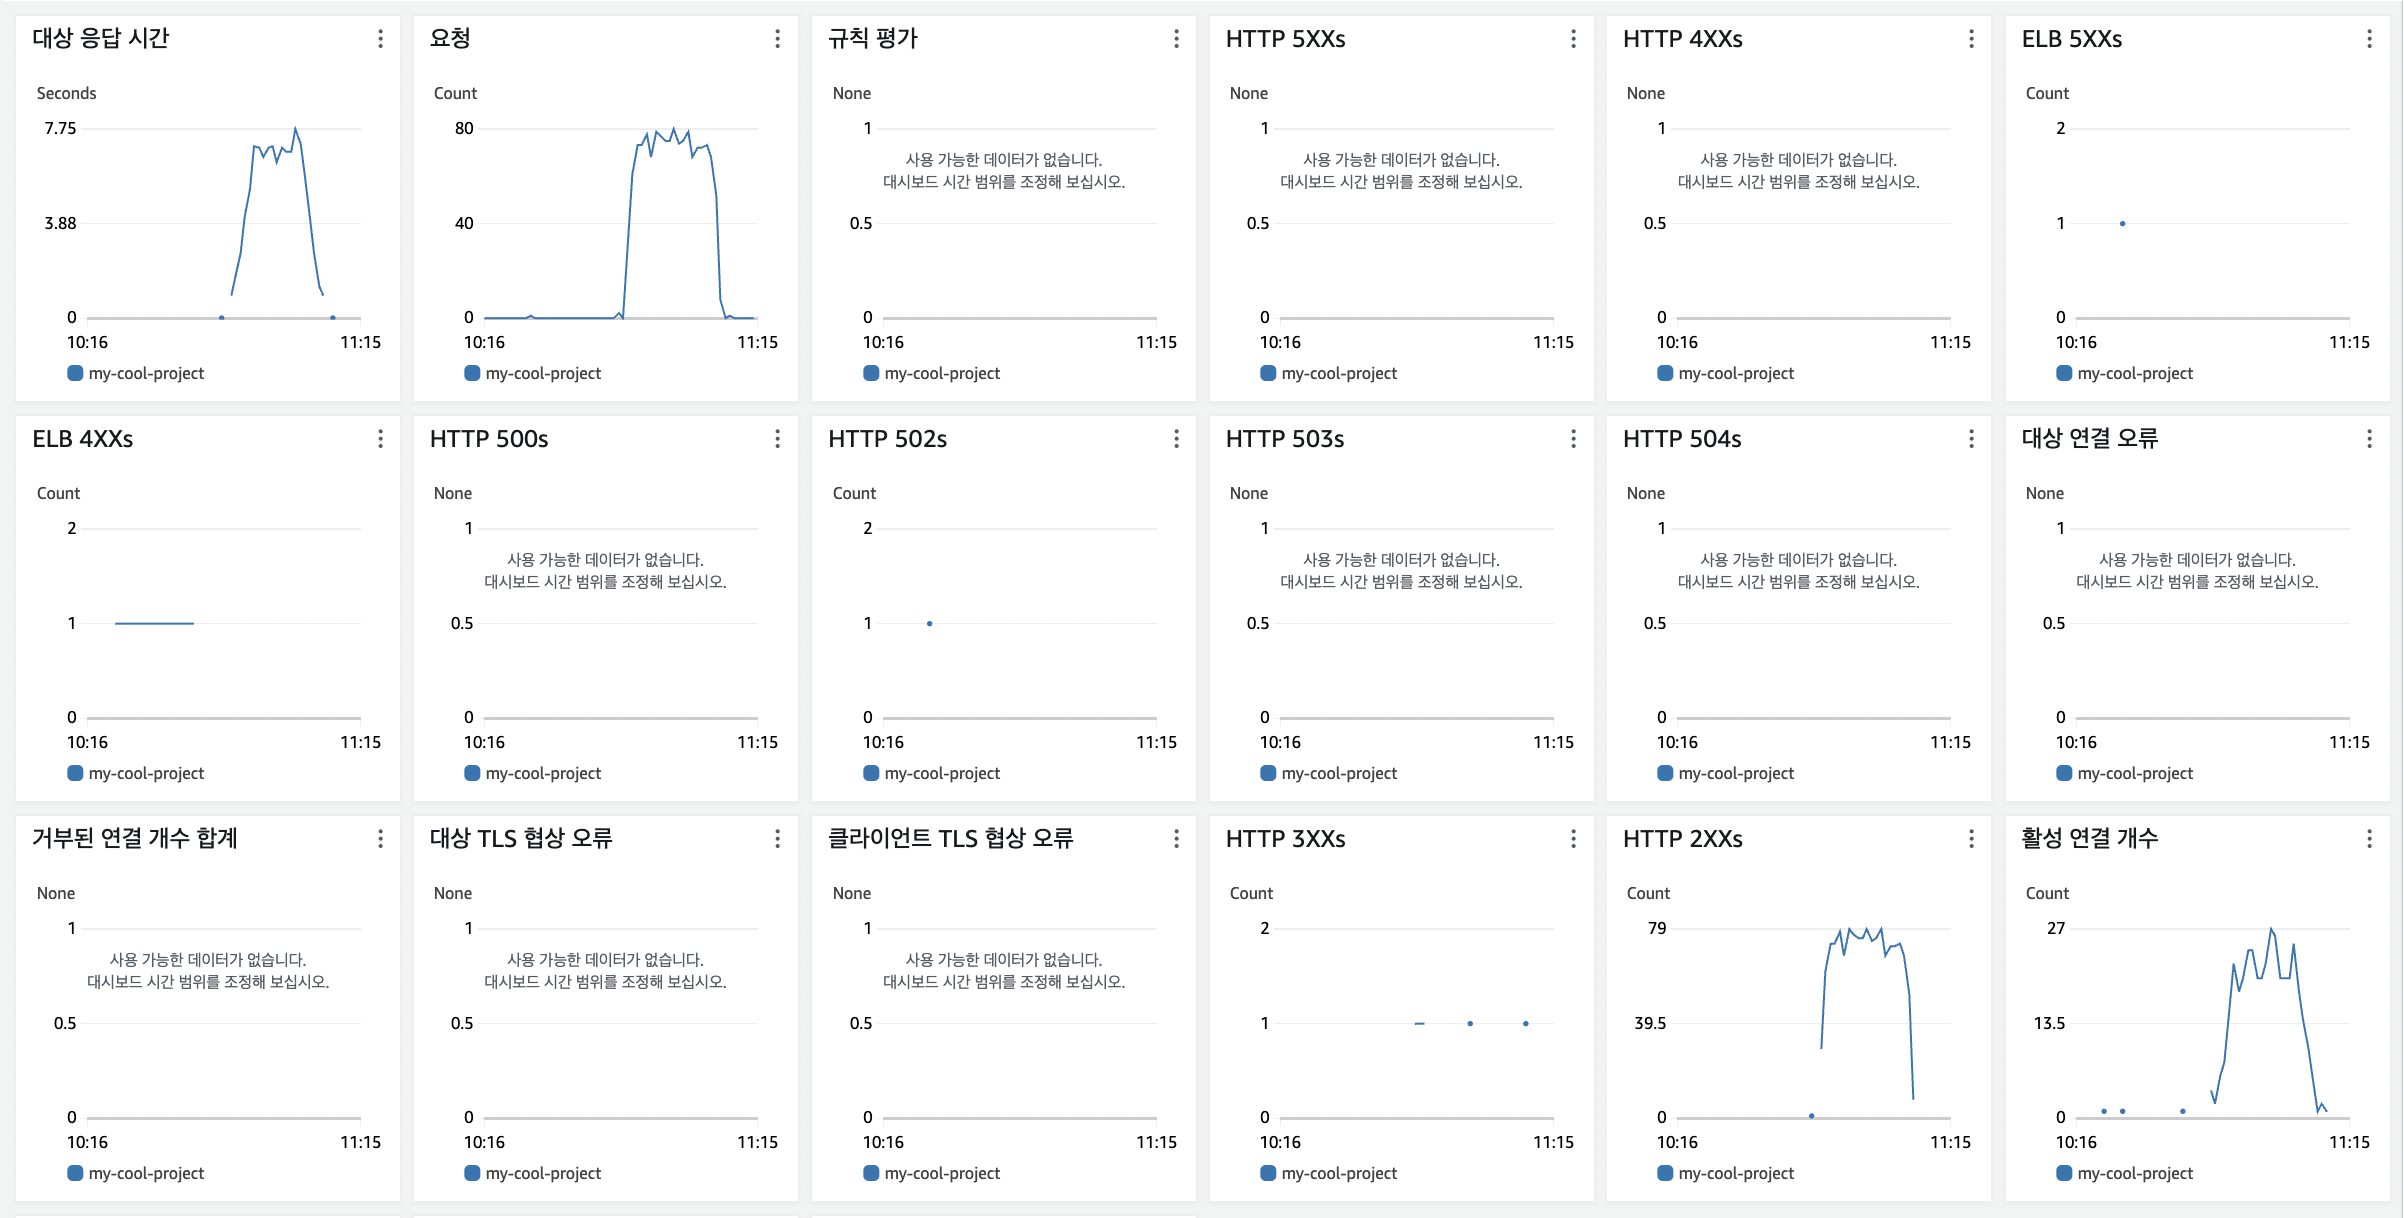 대상 응답 시간
Seconds
7.75
3.88
0
10:16
11:15
my-cool-project
요청
Count
80
40
0
10:16
11:15
my-cool-project
규칙 평가
None
1
사용 가능한 데이터가 없습니다.
대시보드 시간 범위를 조정해 보십시오.
0.5
0
10:16
11:15
my-cool-project
HTTP 5XXs
None
1
사용 가능한 데이터가 없습니다.
대시보드 시간 범위를 조정해 보십시오.
0.5
0
10:16
11:15
my-cool-project
HTTP 4XXs
None
1
사용 가능한 데이터가 없습니다.
대시보드 시간 범위를 조정해 보십시오.
0.5
0
10:16
11:15
my-cool-project
ELB 5XXs
Count
2
1
0
10:16
11:15
my-cool-project
ELB 4XXs
Count
2
1
0
10:16
11:15
my-cool-project
HTTP 500s
None
1
사용 가능한 데이터가 없습니다.
대시보드 시간 범위를 조정해 보십시오.
0.5
0
10:16
11:15
my-cool-project
HTTP 502s
Count
2
1
0
10:16
11:15
my-cool-project
HTTP 503s
None
1
사용 가능한 데이터가 없습니다.
대시보드 시간 범위를 조정해 보십시오.
0.5
0
10:16
11:15
my-cool-project
HTTP 504s
None
1
사용 가능한 데이터가 없습니다.
대시보드 시간 범위를 조정해 보십시오.
0.5
0
10:16
11:15
my-cool-project
대상 연결 오류
None
1
사용 가능한 데이터가 없습니다.
대시보드 시간 범위를 조정해 보십시오.
0.5
0
10:16
11:15
my-cool-project
거부된 연결 개수 합계
None
1
사용 가능한 데이터가 없습니다.
대시보드 시간 범위를 조정해 보십시오.
0.5
0
10:16
11:15
my-cool-project
대상 TLS 협상 오류
None
1
사용 가능한 데이터가 없습니다.
대시보드 시간 범위를 조정해 보십시오.
0.5
0
10:16
11:15
my-cool-project
클라이언트 TLS 협상 오류
None
1
사용 가능한 데이터가 없습니다.
대시보드 시간 범위를 조정해 보십시오.
0.5
0
10:16
11:15
my-cool-project
HTTP 3XXs
Count
2
1
0
10:16
11:15
my-cool-project
HTTP 2XXs
Count
79
39.5
0
10:16
11:15
my-cool-project
활성 연결 개수
Count
27
13.5
0
10:16
11:15
my-cool-project